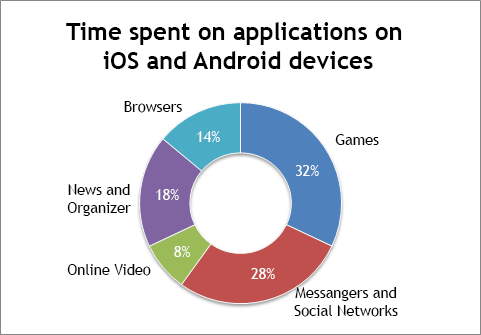 Time spent on applications on
iOS and Android devices
Browsers
14%
Games
32%
News and
Organizer
18%
Online Video
8%
28%
Messangers and
Social Networks